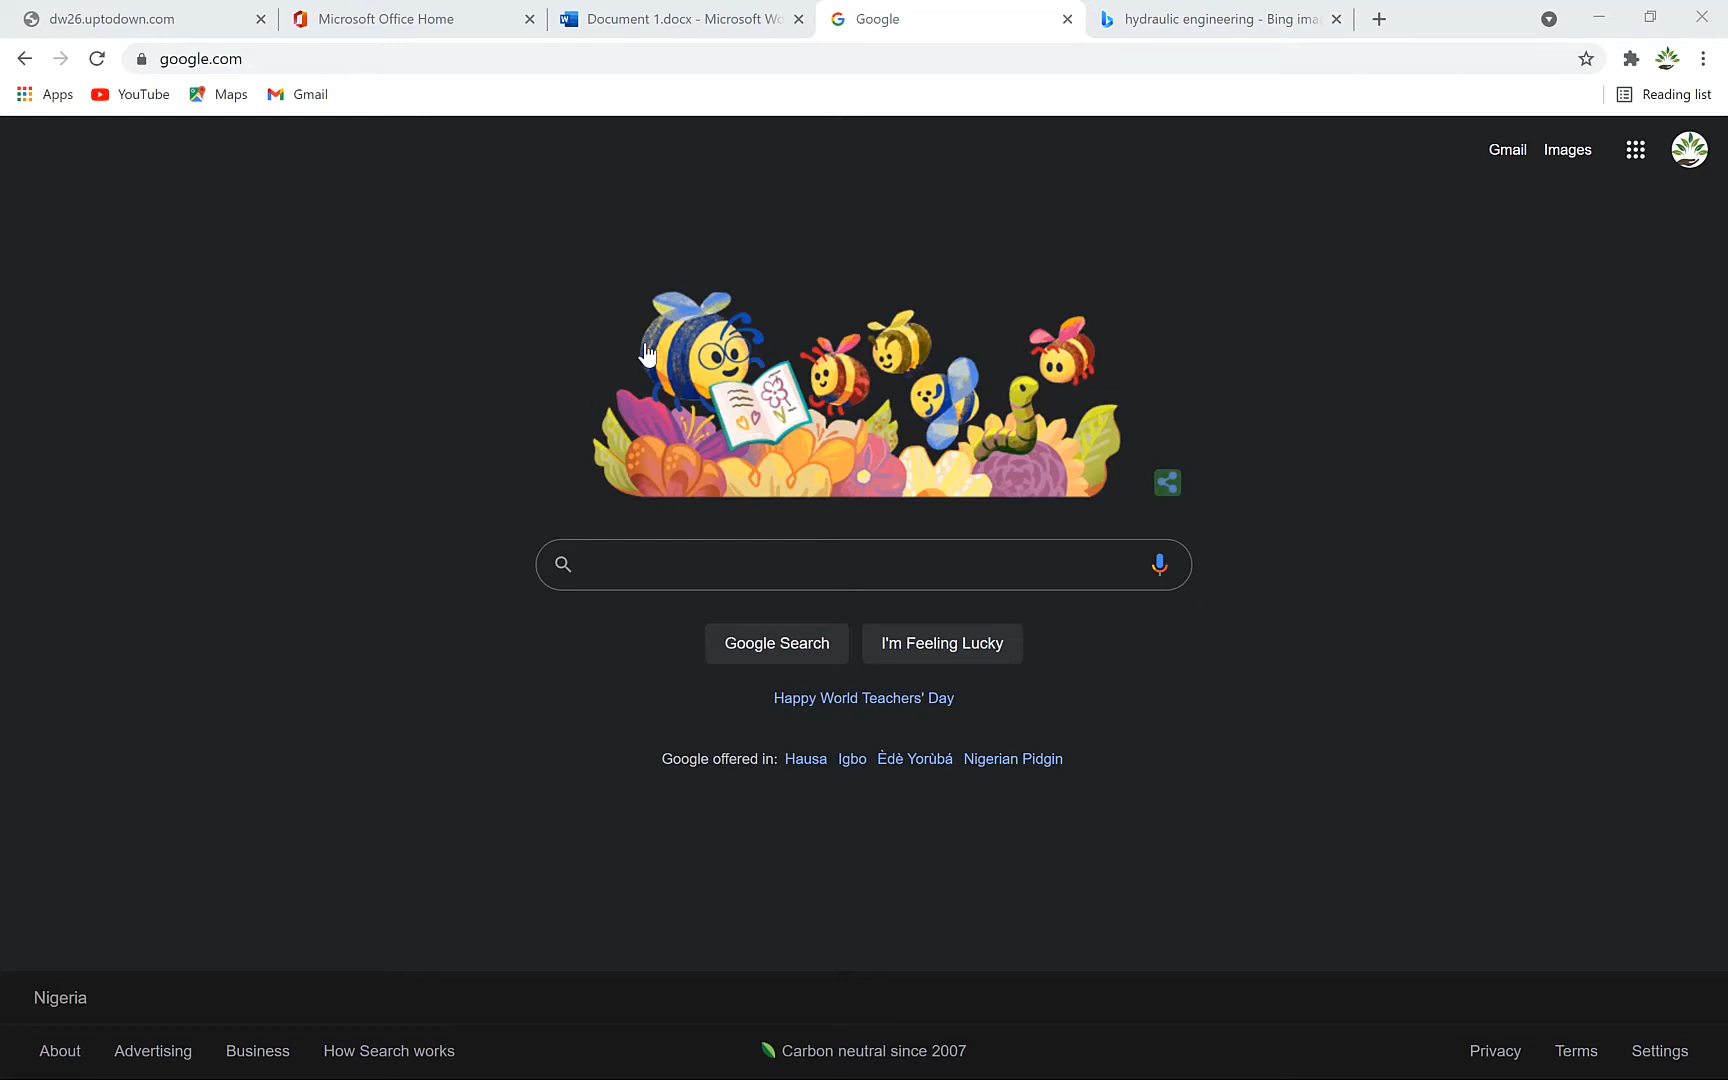 dw26.uptodown.com
Microsoft Office Home
Document 1.docx - Microsoft Wo
Google
hydraulic engineering - Bing ima
google.com
Apps YouTube Maps Gmail
Reading list
Gmail Images
Google Search I'm Feeling Lucky
Happy World Teachers' Day
Google offered in: Hausa Igbo Èdè Yorùbá Nigerian Pidgin
Nigeria
About Advertising Business How Search works
Carbon neutral since 2007
Privacy Terms Settings